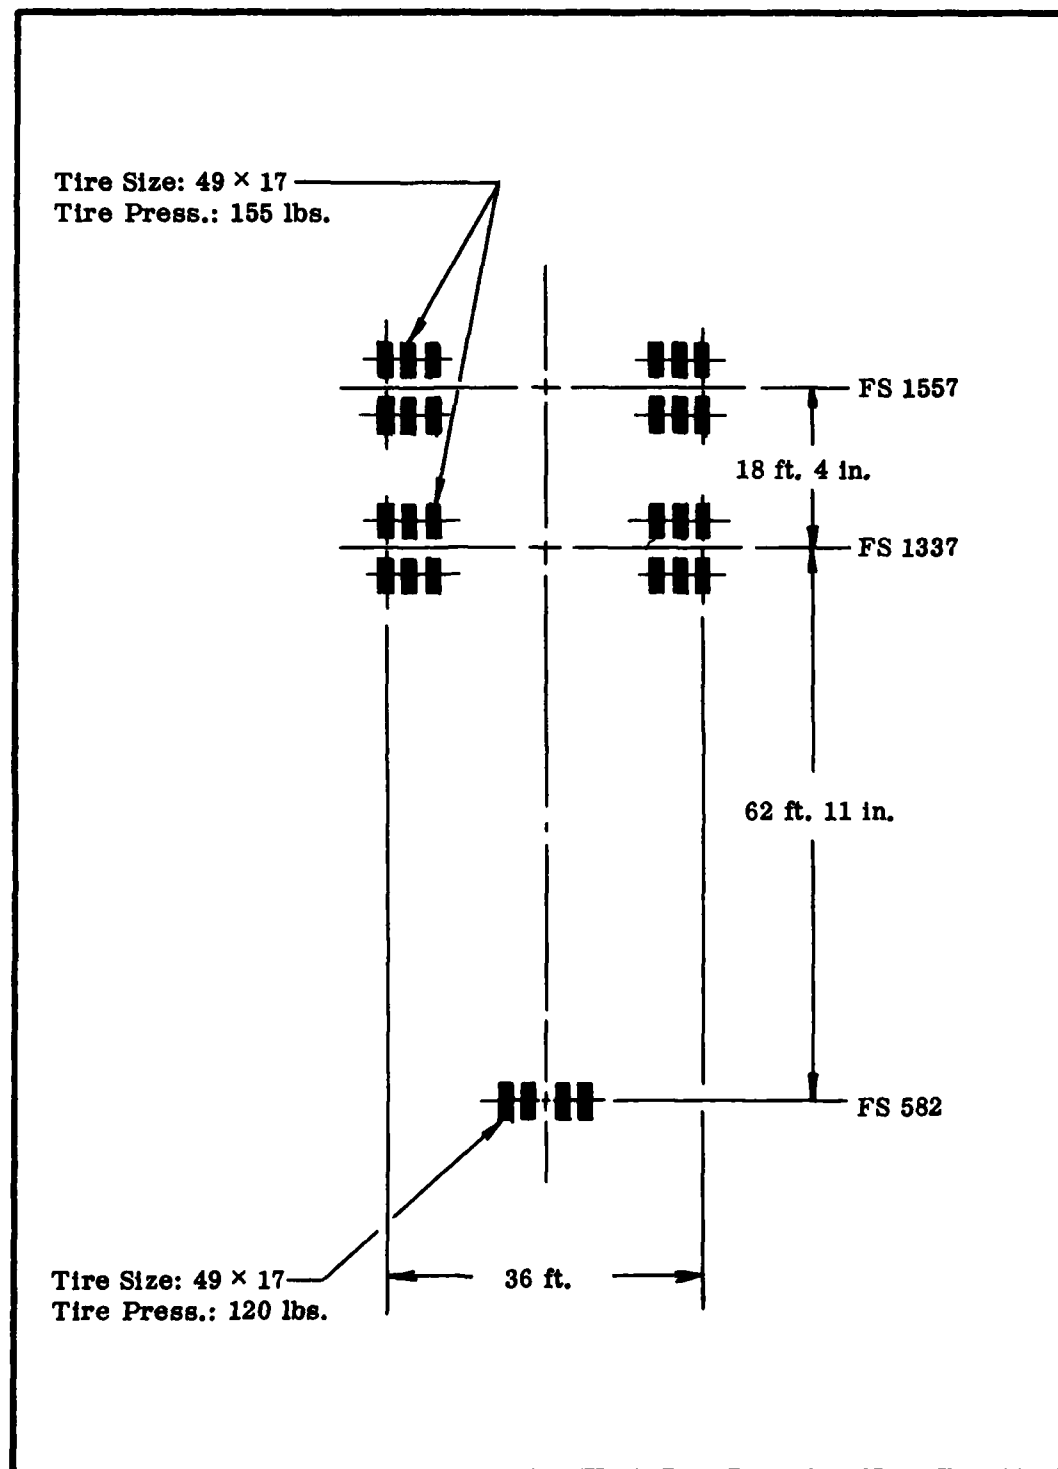 Tire Size: 49 × 17
Tire Press.: 155 lbs.
FS 1557
18 ft. 4 in.
FS 1337
62 ft. 11 in.
FS 582
Tire Size: 49 × 17
Tire Press.: 120 lbs.
36 ft.